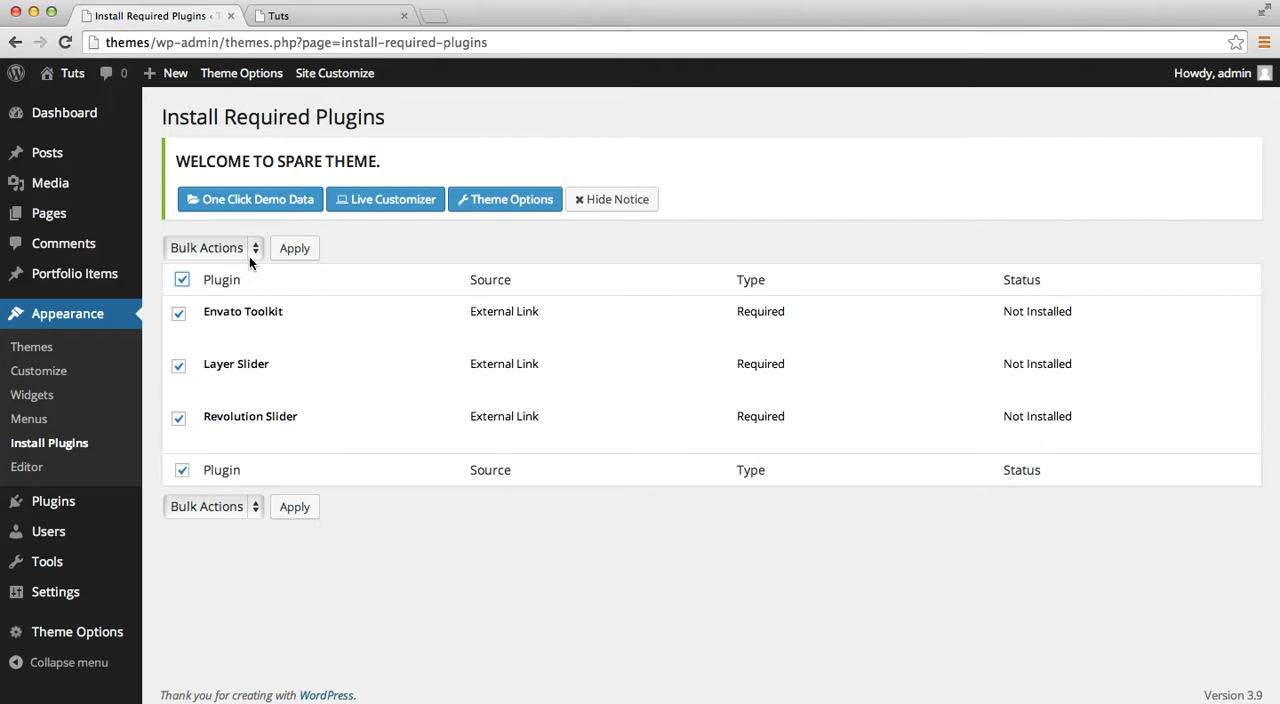 Install Required Plugins ‹ T
Tuts
themes/wp-admin/themes.php?page=install-required-plugins
Tuts 0 New Theme Options Site Customize Howdy, admin
Dashboard
Posts
Media
Pages
Comments
Portfolio Items
Appearance
Themes
Customize
Widgets
Menus
Install Plugins
Editor
Plugins
Users
Tools
Settings
Theme Options
Collapse menu
Install Required Plugins
WELCOME TO SPARE THEME.
One Click Demo Data Live Customizer Theme Options Hide Notice
Bulk Actions Apply
Plugin Source Type Status
Envato Toolkit External Link Required Not Installed
Layer Slider External Link Required Not Installed
Revolution Slider External Link Required Not Installed
Plugin Source Type Status
Bulk Actions Apply
Thank you for creating with WordPress. Version 3.9